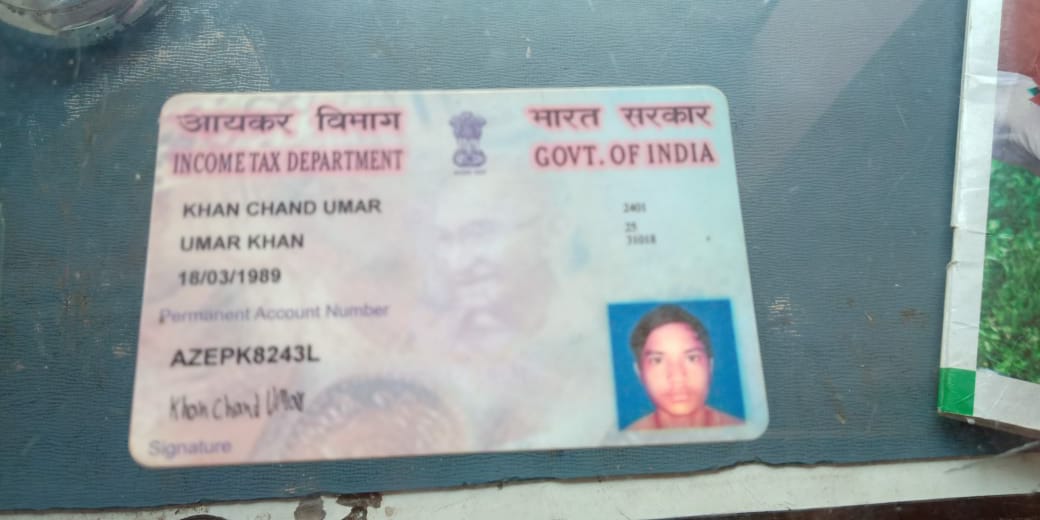 आयकर विभाग
INCOME TAX DEPARTMENT
भारत सरकार
GOVT. OF INDIA
KHAN CHAND UMAR
UMAR KHAN
18/03/1989
Permanent Account Number
AZEPK8243L
Khan Chand Umar
Signature
2401
25
31018